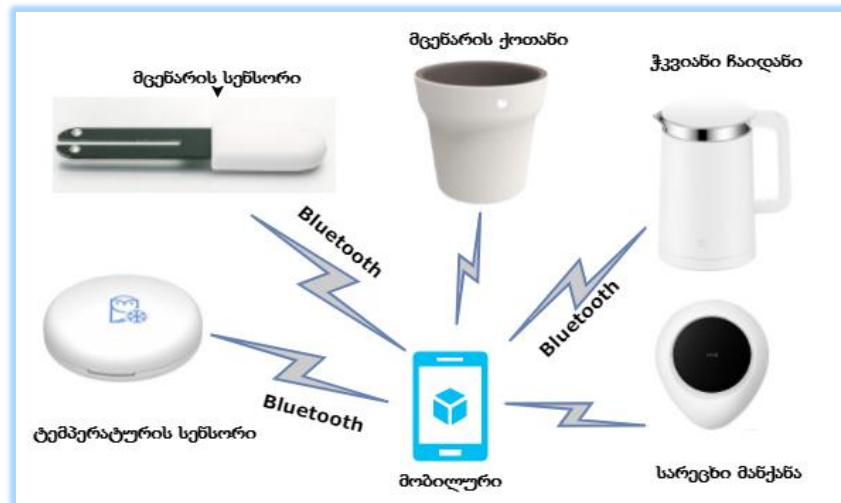 მცენარის ქოთანი
მცენარის სენსორი
ჭკვიანი ჩაიდანი
Bluetooth
Bluetooth
Bluetooth
ტემპერატურის სენსორი
მობილური
სარეცხი მანქანა